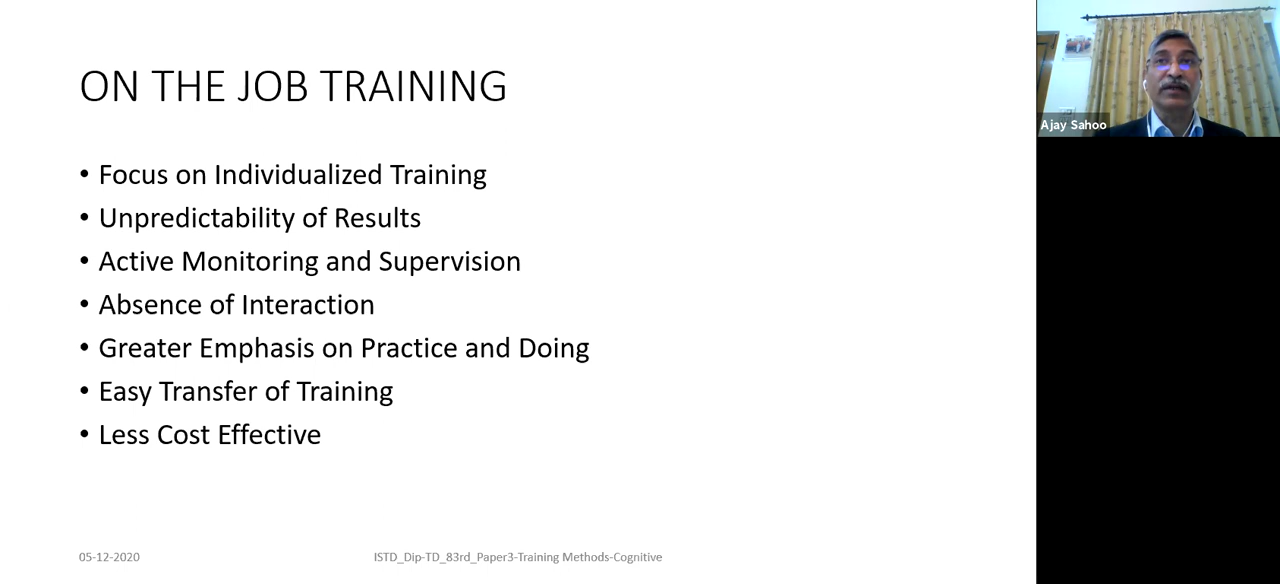 ON THE JOB TRAINING
• Focus on Individualized Training
• Unpredictability of Results
• Active Monitoring and Supervision
• Absence of Interaction
• Greater Emphasis on Practice and Doing
• Easy Transfer of Training
• Less Cost Effective
05-12-2020
ISTD_Dip-TD_83rd_Paper3-Training Methods-Cognitive
Ajay Sahoo